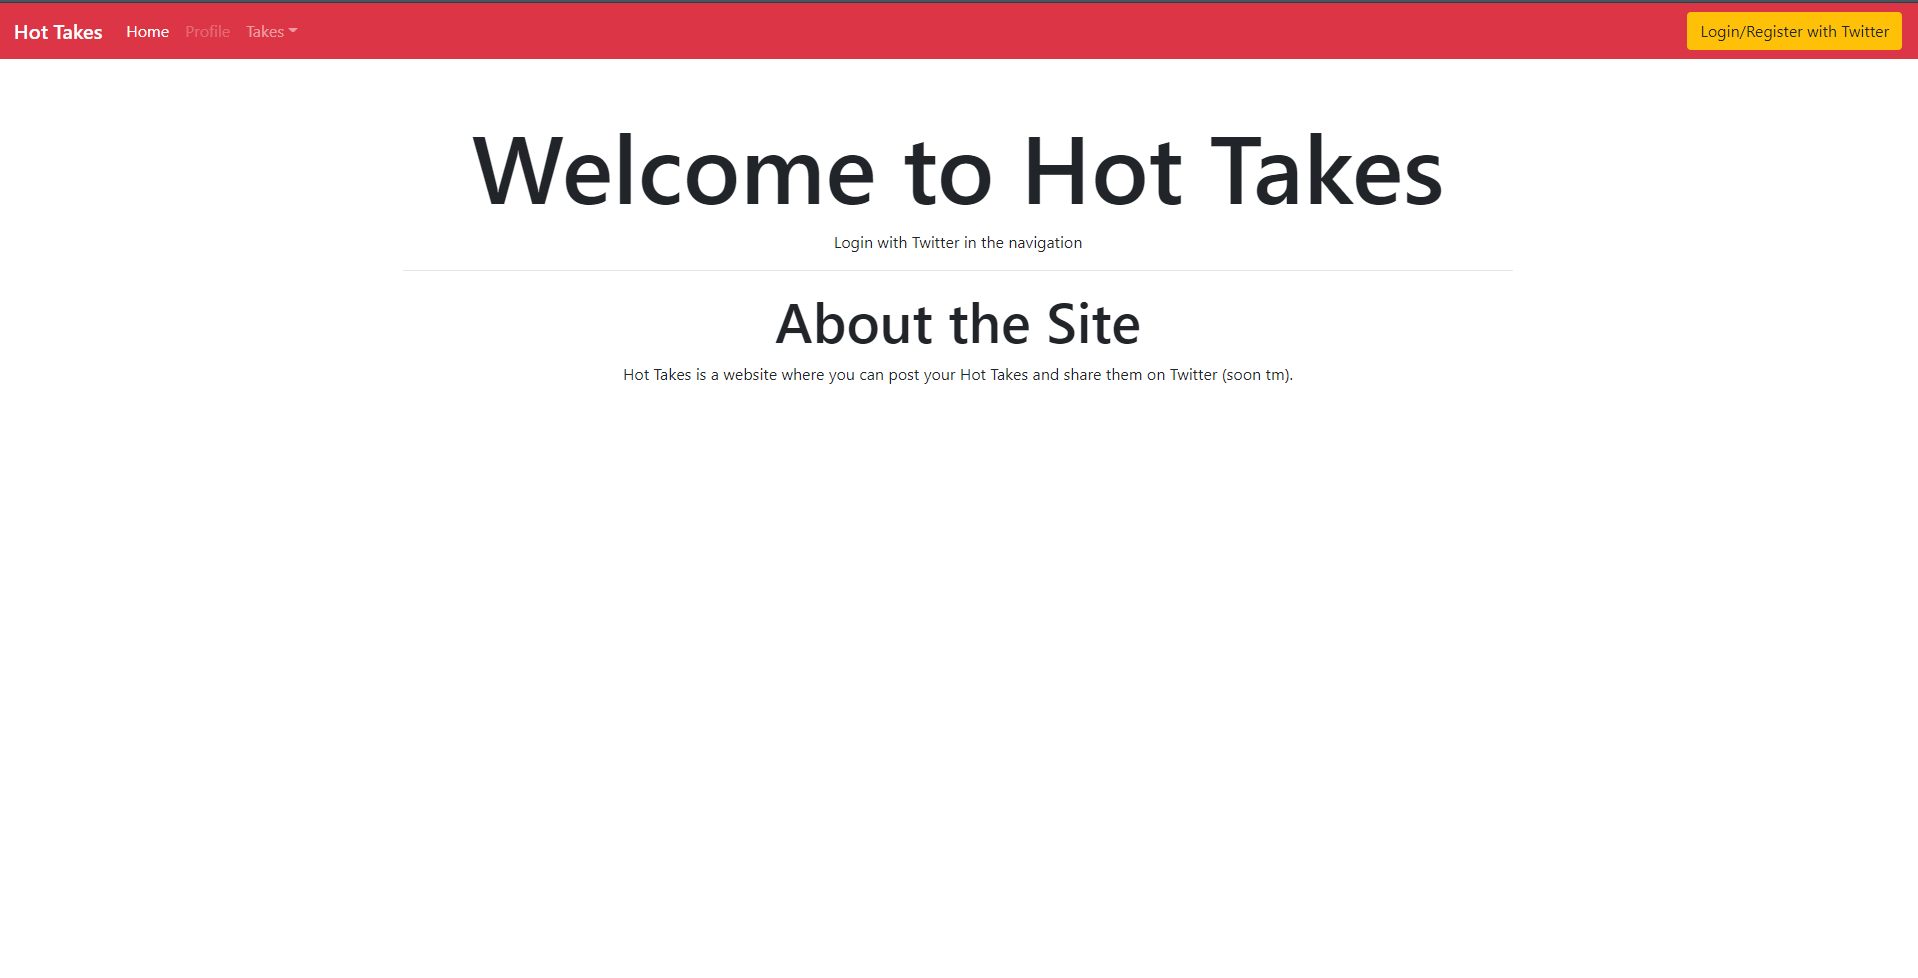 Hot Takes Home Profile Takes Login/Register with Twitter
Welcome to Hot Takes
Login with Twitter in the navigation
About the Site
Hot Takes is a website where you can post your Hot Takes and share them on Twitter (soon tm).